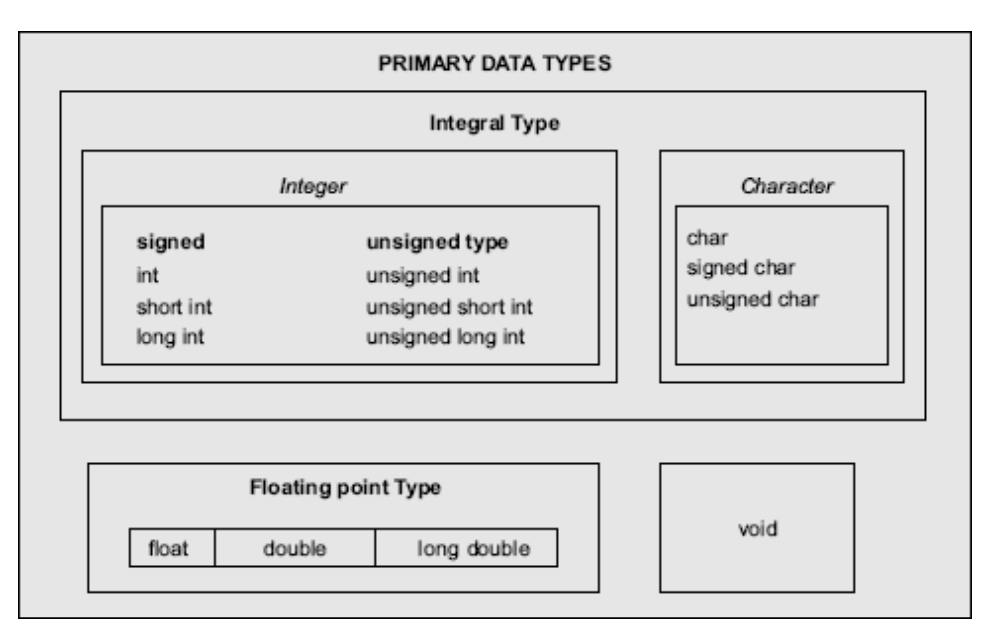 PRIMARY DATA TYPES
Integral Type
Integer
signed unsigned type
int unsigned int
short int unsigned short int
long int unsigned long int
Character
char
signed char
unsigned char
Floating point Type
float double long double
void